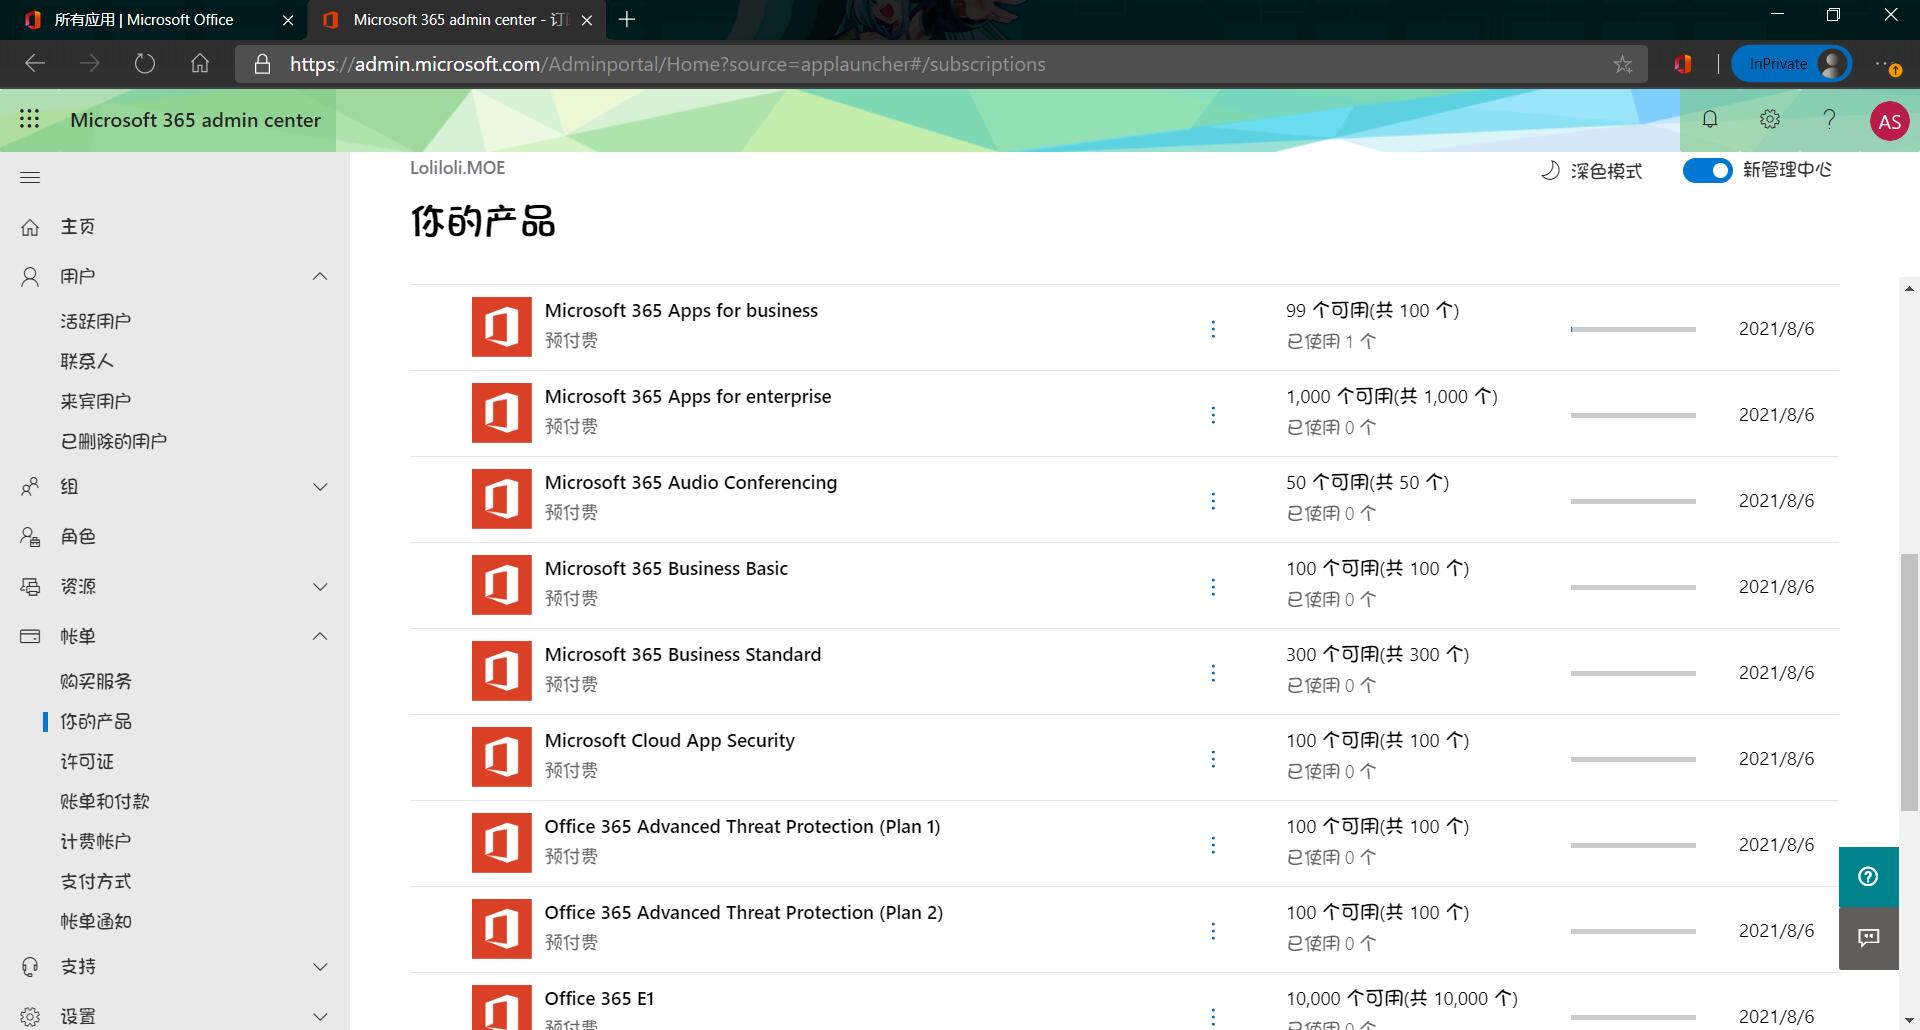 所有应用 | Microsoft Office
Microsoft 365 admin center - 订
https://admin.microsoft.com/Adminportal/Home?source=applauncher#/subscriptions
InPrivate
Microsoft 365 admin center
AS
Loliloli.MOE
深色模式
新管理中心
你的产品
主页
用户
活跃用户
联系人
来宾用户
已删除的用户
组
角色
资源
帐单
购买服务
你的产品
许可证
账单和付款
计费帐户
支付方式
帐单通知
支持
设置
Microsoft 365 Apps for business
预付费
99 个可用(共 100 个)
已使用 1 个
2021/8/6
Microsoft 365 Apps for enterprise
预付费
1,000 个可用(共 1,000 个)
已使用 0 个
2021/8/6
Microsoft 365 Audio Conferencing
预付费
50 个可用(共 50 个)
已使用 0 个
2021/8/6
Microsoft 365 Business Basic
预付费
100 个可用(共 100 个)
已使用 0 个
2021/8/6
Microsoft 365 Business Standard
预付费
300 个可用(共 300 个)
已使用 0 个
2021/8/6
Microsoft Cloud App Security
预付费
100 个可用(共 100 个)
已使用 0 个
2021/8/6
Office 365 Advanced Threat Protection (Plan 1)
预付费
100 个可用(共 100 个)
已使用 0 个
2021/8/6
Office 365 Advanced Threat Protection (Plan 2)
预付费
100 个可用(共 100 个)
已使用 0 个
2021/8/6
Office 365 E1
预付费
10,000 个可用(共 10,000 个)
已使用 0 个
2021/8/6